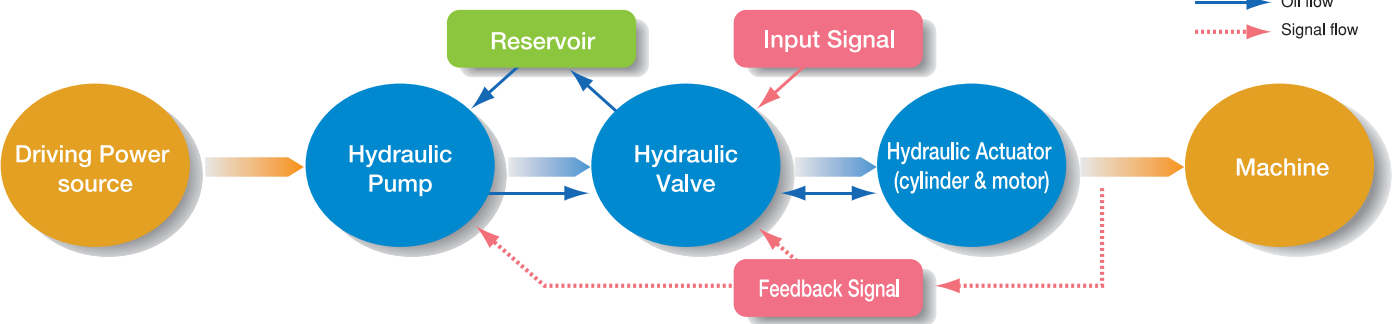 Oil flow
Signal flow
Reservoir
Input Signal
Driving Power
source
Hydraulic
Pump
Hydraulic
Valve
Hydraulic Actuator
(cylinder & motor)
Machine
Feedback Signal